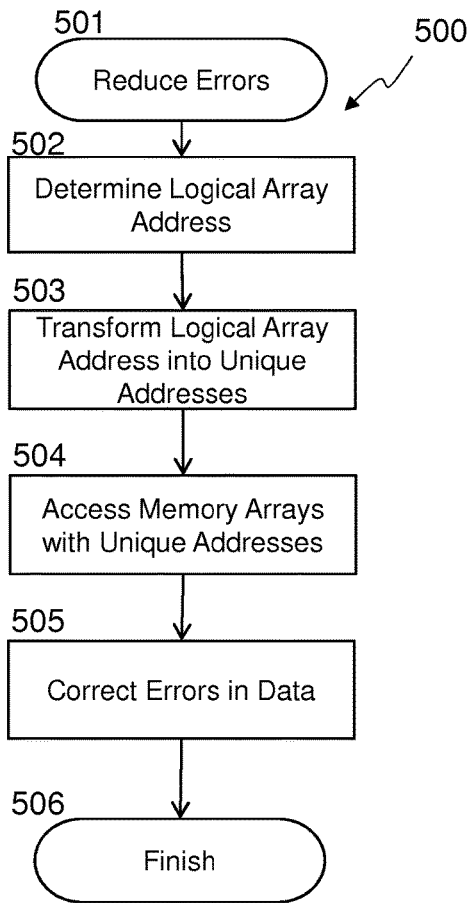 501
500
Reduce Errors
502
Determine Logical Array
Address
503
Transform Logical Array
Address into Unique
Addresses
504
Access Memory Arrays
with Unique Addresses
505
Correct Errors in Data
506
Finish